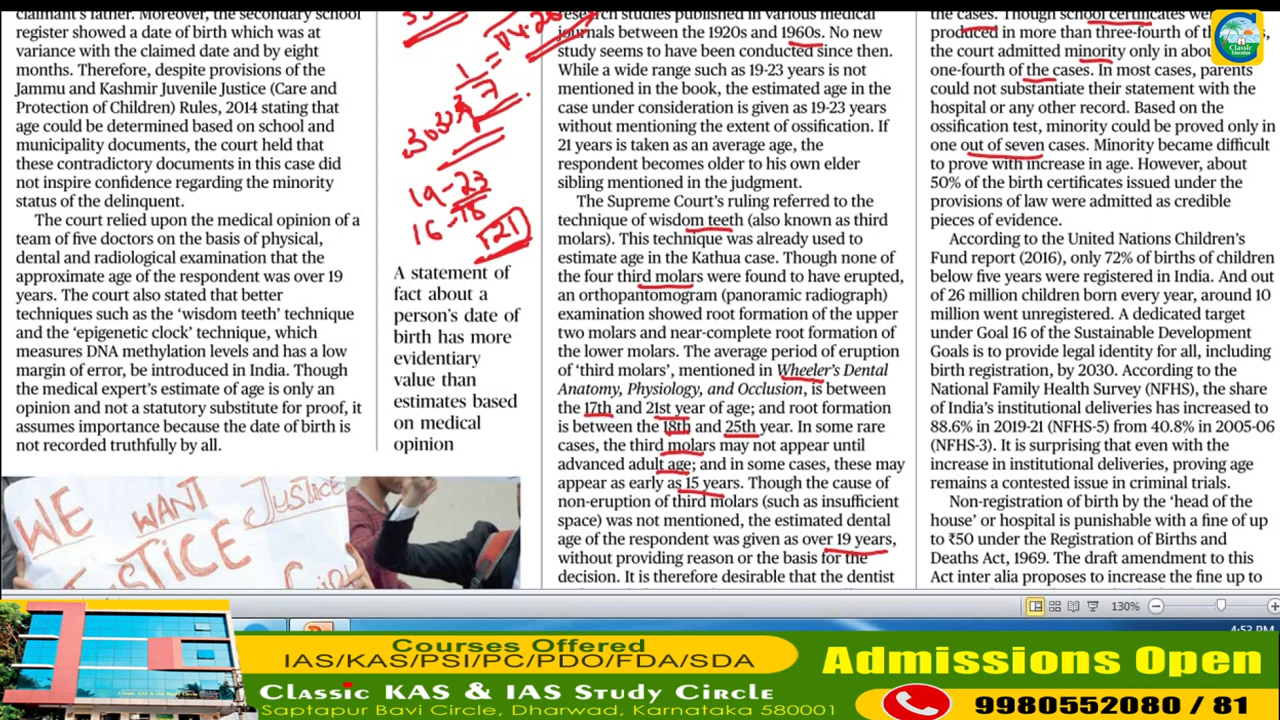 claimant's father. Moreover, the secondary school
register showed a date of birth which was at
variance with the claimed date and by eight
months. Therefore, despite provisions of the
Jammu and Kashmir Juvenile Justice (Care and
Protection of Children) Rules, 2014 stating that
age could be determined based on school and
municipality documents, the court held that
these contradictory documents in this case did
not inspire confidence regarding the minority
status of the delinquent.
The court relied upon the medical opinion of a
team of five doctors on the basis of physical,
dental and radiological examination that the
approximate age of the respondent was over 19
years. The court also stated that better
techniques such as the 'wisdom teeth' technique
and the 'epigenetic clock' technique, which
measures DNA methylation levels and has a low
margin of error, be introduced in India. Though
the medical expert's estimate of age is only an
opinion and not a statutory substitute for proof, it
assumes importance because the date of birth is
not recorded truthfully by all.
WE WANT JUSTICE
1/7 =
19-23
16-18
21
A statement of
fact about a
person's date of
birth has more
evidentiary
value than
estimates based
on medical
opinion
research studies published in various medical
journals between the 1920s and 1960s. No new
study seems to have been conducted since then.
While a wide range such as 19-23 years is not
mentioned in the book, the estimated age in the
case under consideration is given as 19-23 years
without mentioning the extent of ossification. If
21 years is taken as an average age, the
respondent becomes older to his own elder
sibling mentioned in the judgment.
The Supreme Court's ruling referred to the
technique of wisdom teeth (also known as third
molars). This technique was already used to
estimate age in the Kathua case. Though none of
the four third molars were found to have erupted,
an orthopantomogram (panoramic radiograph)
examination showed root formation of the upper
two molars and near-complete root formation of
the lower molars. The average period of eruption
of 'third molars', mentioned in Wheeler's Dental
Anatomy, Physiology, and Occlusion, is between
the 17th and 21st year of age; and root formation
is between the 18th and 25th year. In some rare
cases, the third molars may not appear until
advanced adult age; and in some cases, these may
appear as early as 15 years. Though the cause of
non-eruption of third molars (such as insufficient
space) was not mentioned, the estimated dental
age of the respondent was given as over 19 years,
without providing reason or the basis for the
decision. It is therefore desirable that the dentist
the cases. Though school certificates
produced in more than three-fourth of
the court admitted minority only in
one-fourth of the cases. In most cases, parents
could not substantiate their statement with the
hospital or any other record. Based on the
ossification test, minority could be proved only in
one out of seven cases. Minority became difficult
to prove with increase in age. However, about
50% of the birth certificates issued under the
provisions of law were admitted as credible
pieces of evidence.
According to the United Nations Children's
Fund report (2016), only 72% of births of children
below five years were registered in India. And out
of 26 million children born every year, around 10
million went unregistered. A dedicated target
under Goal 16 of the Sustainable Development
Goals is to provide legal identity for all, including
birth registration, by 2030. According to the
National Family Health Survey (NFHS), the share
of India's institutional deliveries has increased to
88.6% in 2019-21 (NFHS-5) from 40.8% in 2005-06
(NFHS-3). It is surprising that even with the
increase in institutional deliveries, proving age
remains a contested issue in criminal trials.
Non-registration of birth by the 'head of the
house' or hospital is punishable with a fine of up
to ₹50 under the Registration of Births and
Deaths Act, 1969. The draft amendment to this
Act inter alia proposes to increase the fine up to
Classic
Education
130%
4:53 PM
Courses Offered
IAS/KAS/PSI/PC/PDO/FDA/SDA
Classic KAS & IAS Study Circle
Saptapur Bavi Circle, Dharwad, Karnataka 580001
Admissions Open
9980552080 / 81